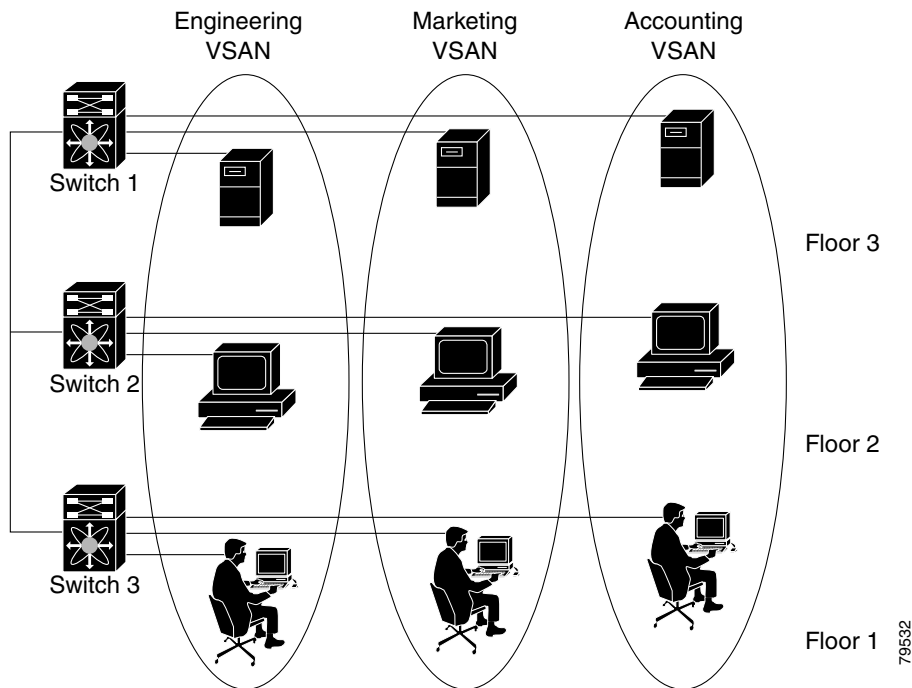 Engineering
VSAN
Marketing
VSAN
Accounting
VSAN
Switch 1
Floor 3
Switch 2
Floor 2
Switch 3
Floor 1
79532